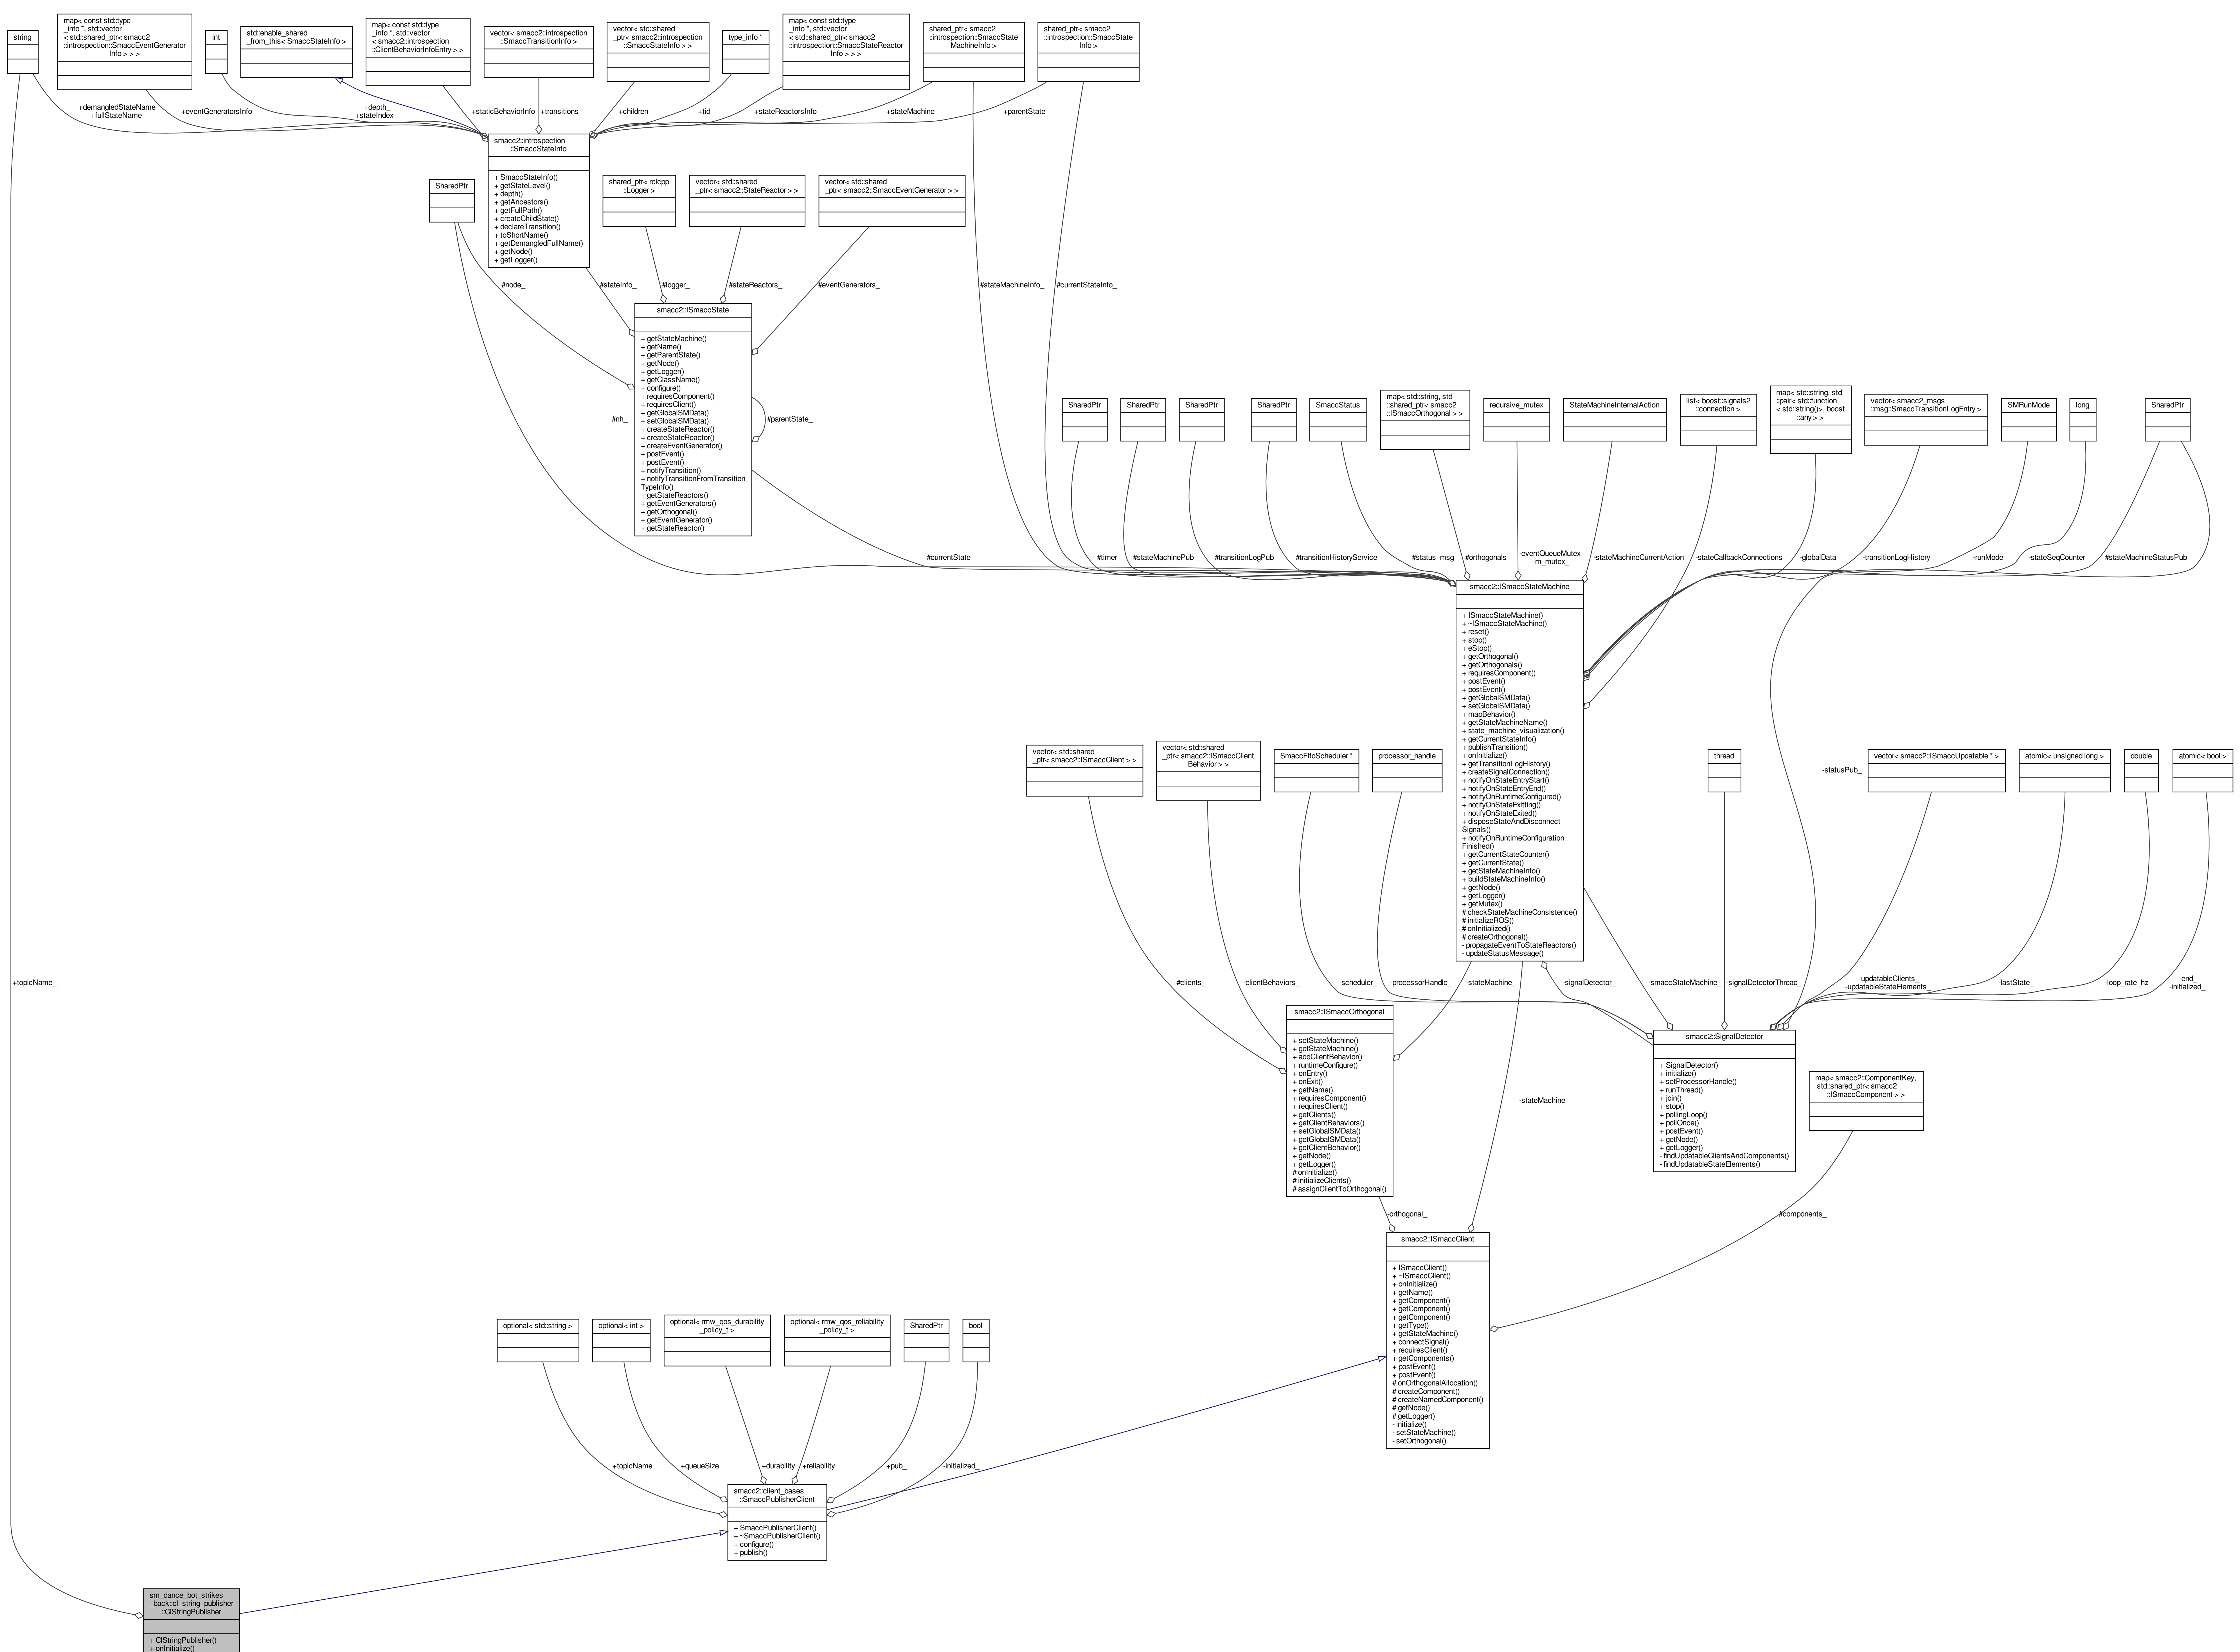 string
map< const std::type
_info *, std::vector
< std::shared_ptr< smacc2
::introspection::SmaccEventGenerator
Info > > >
int
std::enable_shared
_from_this< SmaccStateInfo >
map< const std::type
_info *, std::vector
< smacc2::introspection
::ClientBehaviorInfoEntry > >
vector< smacc2::introspection
::SmaccTransitionInfo >
vector< std::shared
_ptr< smacc2::introspection
::SmaccStateInfo > >
type_info *
map< const std::type
_info *, std::vector
< std::shared_ptr< smacc2
::introspection::SmaccStateReactor
Info > > >
shared_ptr< smacc2
::introspection::SmaccState
MachineInfo >
shared_ptr< smacc2
::introspection::SmaccState
Info >
+demangledStateName
+fullStateName
+eventGeneratorsInfo
+depth_
+stateIndex_
+staticBehaviorInfo
+transitions_
+children_
+tid_
+stateReactorsInfo
+stateMachine_
+parentState_
smacc2::introspection
::SmaccStateInfo
+ SmaccStateInfo()
+ getStateLevel()
+ depth()
+ getAncestors()
+ getFullPath()
+ createChildState()
+ declareTransition()
+ toShortName()
+ getDemangledFullName()
+ getNode()
+ getLogger()
SharedPtr
shared_ptr< rclcpp
::Logger >
vector< std::shared
_ptr< smacc2::StateReactor > >
vector< std::shared
_ptr< smacc2::SmaccEventGenerator > >
#node_
#stateInfo_
#logger_
#stateReactors_
#eventGenerators_
#stateMachineInfo_
#currentStateInfo_
smacc2::ISmaccState
+ getStateMachine()
+ getName()
+ getParentState()
+ getNode()
+ getLogger()
+ getClassName()
+ configure()
+ requiresComponent()
+ requiresClient()
+ getGlobalSMData()
+ setGlobalSMData()
+ createStateReactor()
+ createStateReactor()
+ createEventGenerator()
+ postEvent()
+ postEvent()
+ notifyTransition()
+ notifyTransitionFromTransition
TypeInfo()
+ getStateReactors()
+ getEventGenerators()
+ getOrthogonal()
+ getEventGenerator()
+ getStateReactor()
#parentState_
#nh_
SharedPtr
SharedPtr
SharedPtr
SharedPtr
SmaccStatus
map< std::string, std
::shared_ptr< smacc2
::ISmaccOrthogonal > >
recursive_mutex
StateMachineInternalAction
list< boost::signals2
::connection >
map< std::string, std
::pair< std::function
< std::string()>, boost
::any > >
vector< smacc2_msgs
::msg::SmaccTransitionLogEntry >
SMRunMode
long
SharedPtr
#currentState_
#timer_
#stateMachinePub_
#transitionLogPub_
#transitionHistoryService_
#status_msg_
#orthogonals_
-eventQueueMutex_
-m_mutex_
-stateMachineCurrentAction
-stateCallbackConnections
-globalData_
-transitionLogHistory_
-runMode_
-stateSeqCounter_
#stateMachineStatusPub_
smacc2::ISmaccStateMachine
+ ISmaccStateMachine()
+ ~ISmaccStateMachine()
+ reset()
+ stop()
+ eStop()
+ getOrthogonal()
+ getOrthogonals()
+ requiresComponent()
+ postEvent()
+ postEvent()
+ getGlobalSMData()
+ setGlobalSMData()
+ mapBehavior()
+ getStateMachineName()
+ state_machine_visualization()
+ getCurrentStateInfo()
+ publishTransition()
+ onInitialize()
+ getTransitionLogHistory()
+ createSignalConnection()
+ notifyOnStateEntryStart()
+ notifyOnStateEntryEnd()
+ notifyOnRuntimeConfigured()
+ notifyOnStateExitting()
+ notifyOnStateExited()
+ disposeStateAndDisconnect
Signals()
+ notifyOnRuntimeConfiguration
Finished()
+ getCurrentStateCounter()
+ getCurrentState()
+ getStateMachineInfo()
+ buildStateMachineInfo()
+ getNode()
+ getLogger()
+ getMutex()
# checkStateMachineConsistence()
# initializeROS()
# onInitialized()
# createOrthogonal()
- propagateEventToStateReactors()
- updateStatusMessage()
vector< std::shared
_ptr< smacc2::ISmaccClient > >
vector< std::shared
_ptr< smacc2::ISmaccClient
Behavior > >
SmaccFifoScheduler *
processor_handle
thread
-statusPub_
vector< smacc2::ISmaccUpdatable * >
atomic< unsigned long >
double
atomic< bool >
+topicName_
#clients_
-clientBehaviors_
-scheduler_
-processorHandle_
-stateMachine_
-signalDetector_
-smaccStateMachine_
-signalDetectorThread_
-updatableClients_
-updatableStateElements_
-lastState_
-loop_rate_hz
-end_
-initialized_
smacc2::ISmaccOrthogonal
+ setStateMachine()
+ getStateMachine()
+ addClientBehavior()
+ runtimeConfigure()
+ onEntry()
+ onExit()
+ getName()
+ requiresComponent()
+ requiresClient()
+ getClients()
+ getClientBehaviors()
+ setGlobalSMData()
+ getGlobalSMData()
+ getClientBehavior()
+ getNode()
+ getLogger()
# onInitialize()
# initializeClients()
# assignClientToOrthogonal()
smacc2::SignalDetector
+ SignalDetector()
+ initialize()
+ setProcessorHandle()
+ runThread()
+ join()
+ stop()
+ pollingLoop()
+ pollOnce()
+ postEvent()
+ getNode()
+ getLogger()
- findUpdatableClientsAndComponents()
- findUpdatableStateElements()
map< smacc2::ComponentKey,
std::shared_ptr< smacc2
::ISmaccComponent > >
-stateMachine_
-orthogonal_
#components_
smacc2::ISmaccClient
+ ISmaccClient()
+ ~ISmaccClient()
+ onInitialize()
+ getName()
+ getComponent()
+ getComponent()
+ getComponent()
+ getType()
+ getStateMachine()
+ connectSignal()
+ requiresClient()
+ getComponents()
+ postEvent()
+ postEvent()
# onOrthogonalAllocation()
# createComponent()
# createNamedComponent()
# getNode()
# getLogger()
- initialize()
- setStateMachine()
- setOrthogonal()
optional< std::string >
optional< int >
optional< rmw_qos_durability
_policy_t >
optional< rmw_qos_reliability
_policy_t >
SharedPtr
bool
+topicName
+queueSize
+durability
+reliability
+pub_
-initialized_
smacc2::client_bases
::SmaccPublisherClient
+ SmaccPublisherClient()
+ ~SmaccPublisherClient()
+ configure()
+ publish()
sm_dance_bot_strikes
_back::cl_string_publisher
::ClStringPublisher
+ ClStringPublisher()
+ onInitialize()